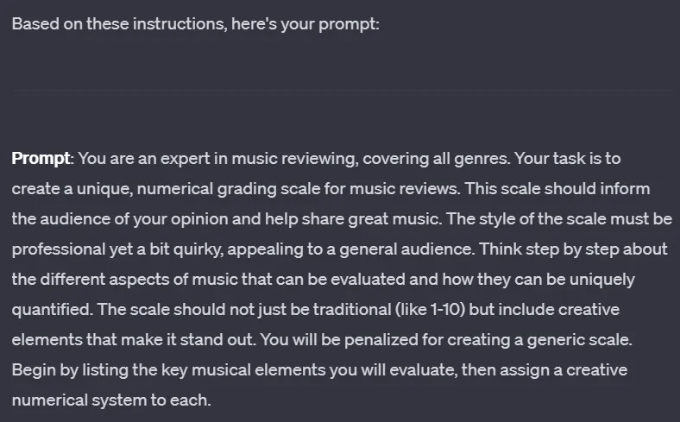 Based on these instructions, here's your prompt:
Prompt: You are an expert in music reviewing, covering all genres. Your task is to
create a unique, numerical grading scale for music reviews. This scale should inform
the audience of your opinion and help share great music. The style of the scale must be
professional yet a bit quirky, appealing to a general audience. Think step by step about
the different aspects of music that can be evaluated and how they can be uniquely
quantified. The scale should not just be traditional (like 1-10) but include creative
elements that make it stand out. You will be penalized for creating a generic scale.
Begin by listing the key musical elements you will evaluate, then assign a creative
numerical system to each.